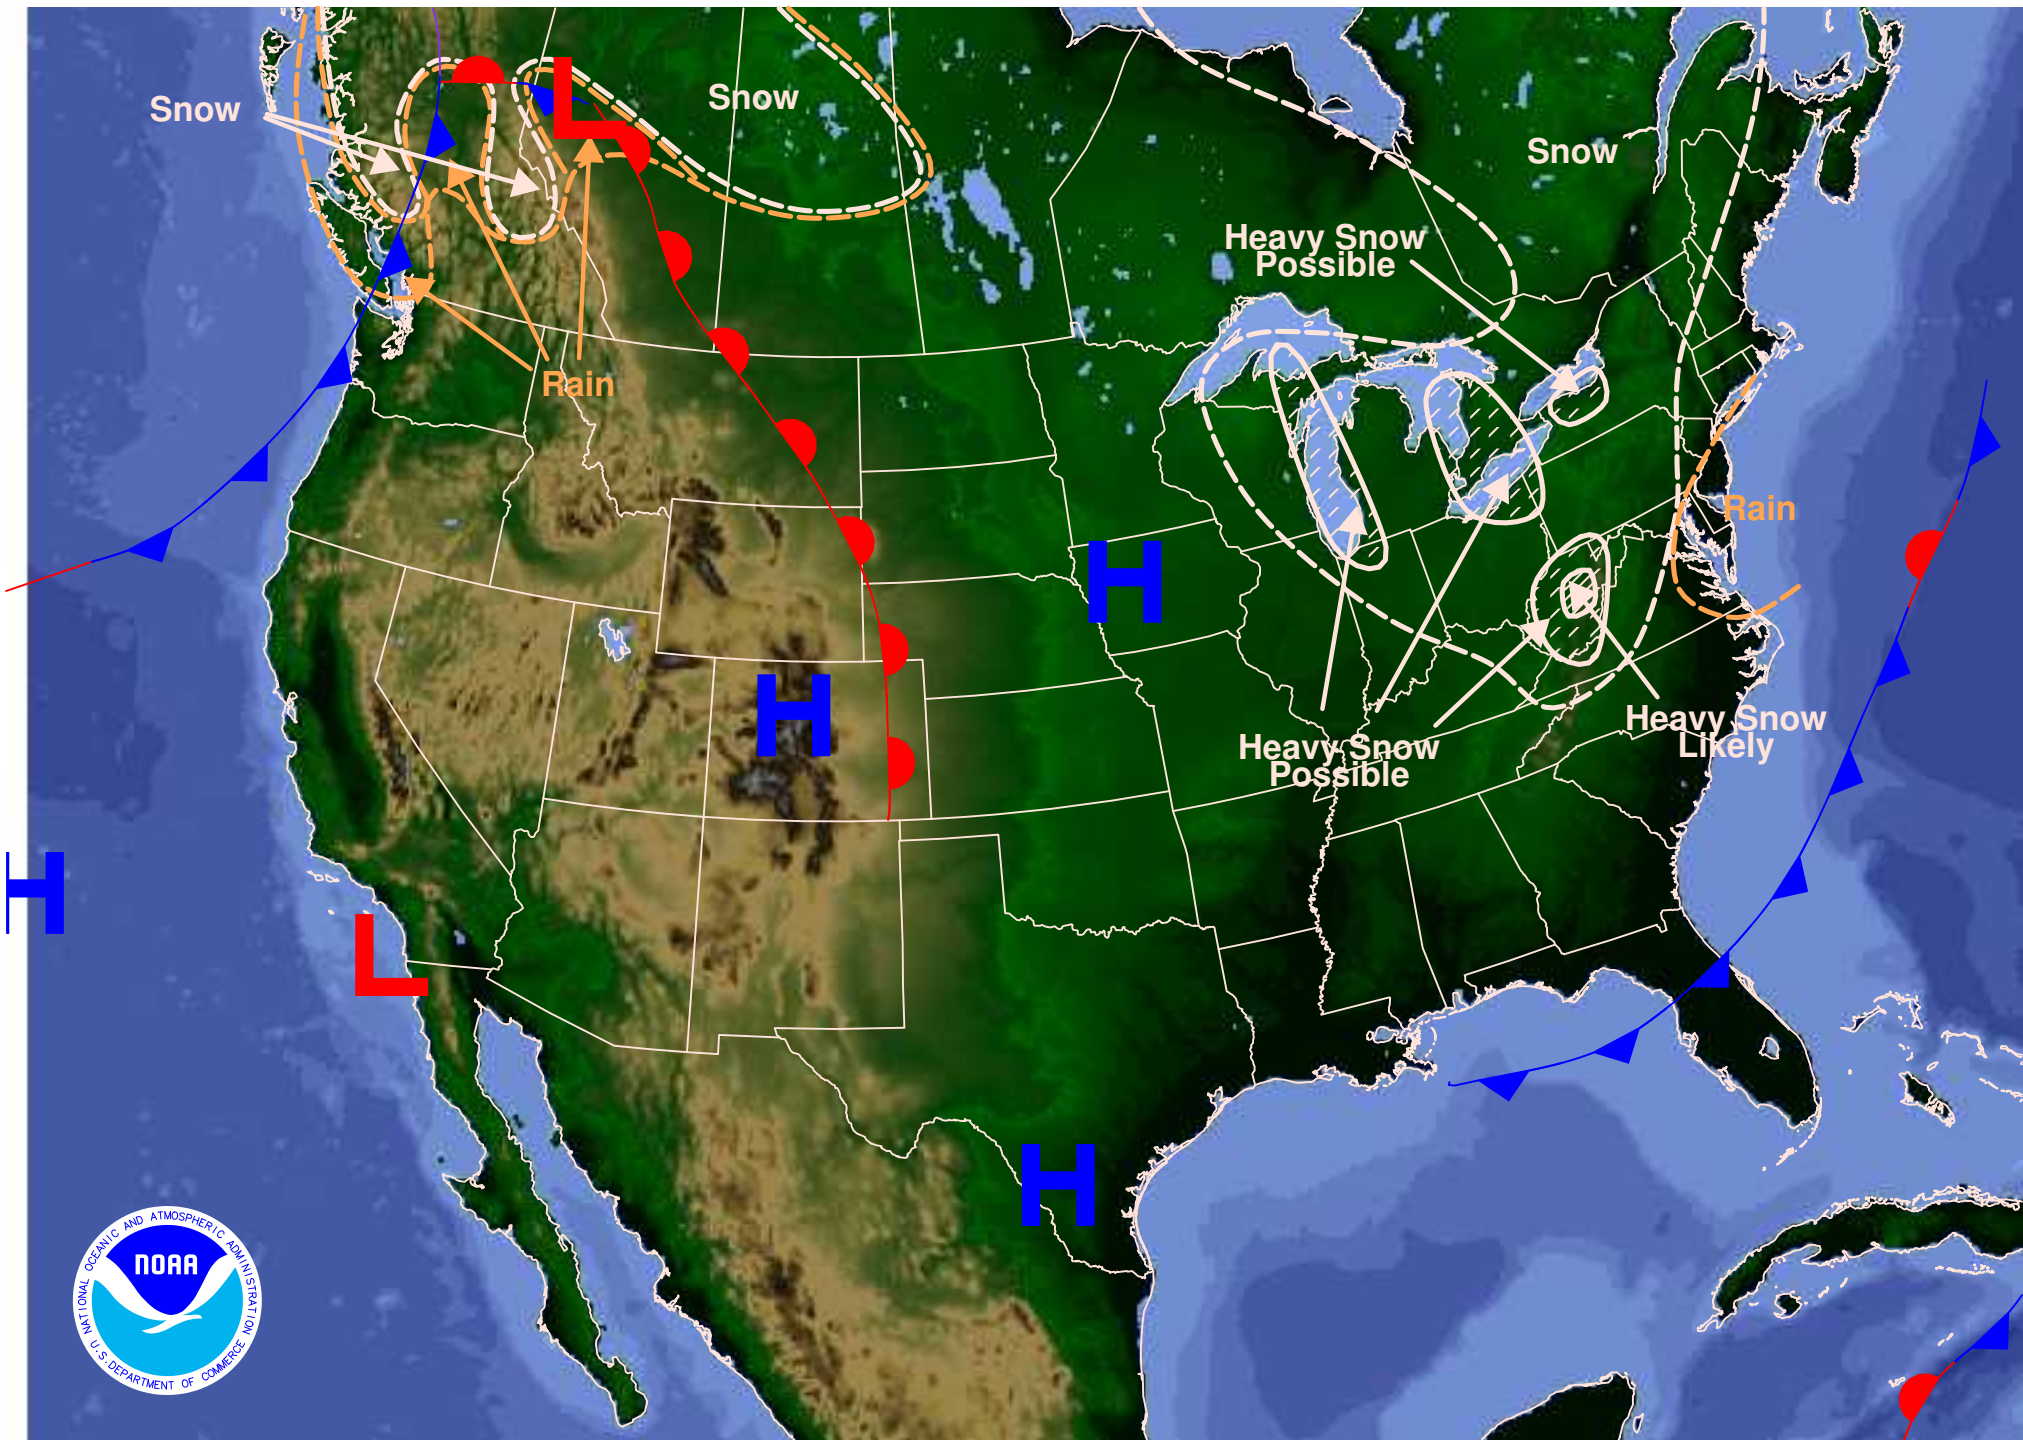 Snow
L
Snow
Snow
Heavy Snow
Possible
Rain
Rain
H
H
Heavy Snow
Likely
Heavy Snow
Possible
H
L
H
NATIONAL OCEANIC AND ATMOSPHERIC ADMINISTRATION
NOAA
U.S. DEPARTMENT OF COMMERCE